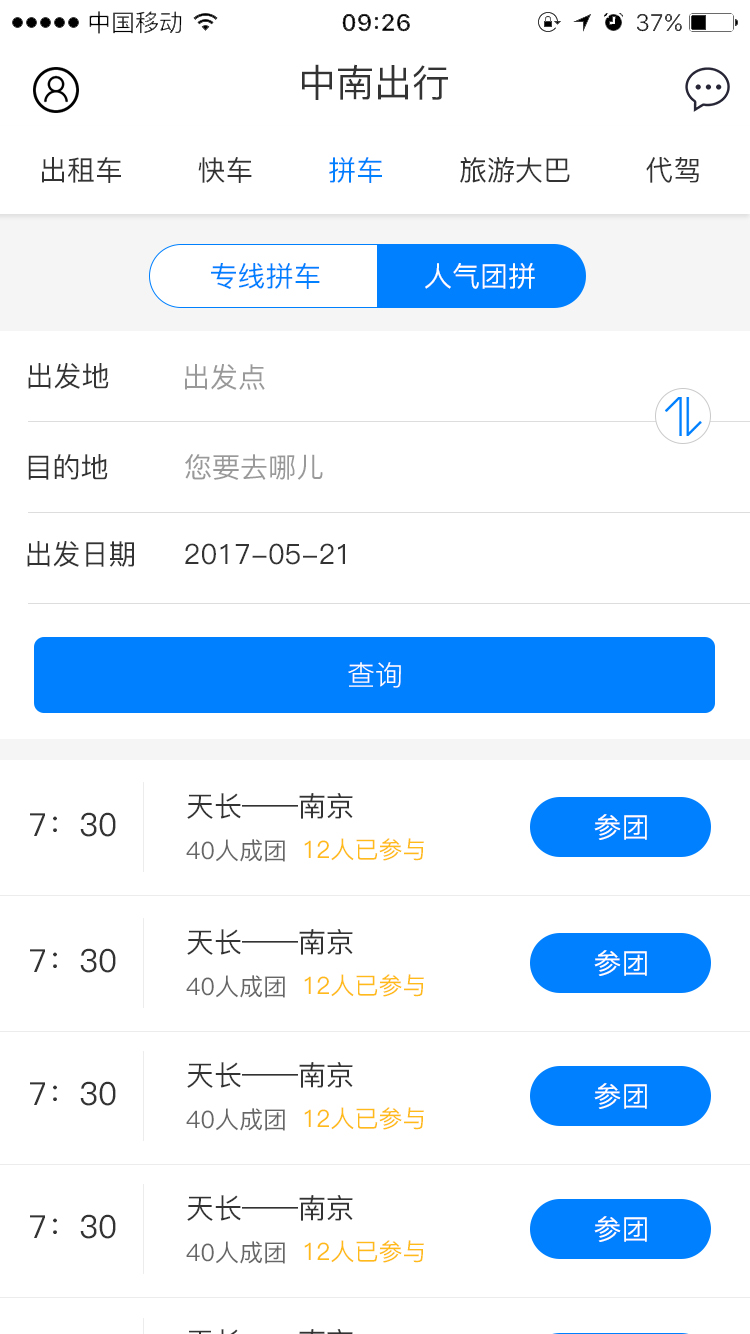 中国移动 09:26 37%
中南出行
出租车 快车 拼车 旅游大巴 代驾
专线拼车 人气团拼
出发地 出发点
目的地 您要去哪儿
出发日期 2017-05-21
查询
7：30 天长——南京 参团
40人成团 12人已参与
7：30 天长——南京 参团
40人成团 12人已参与
7：30 天长——南京 参团
40人成团 12人已参与
7：30 天长——南京 参团
40人成团 12人已参与